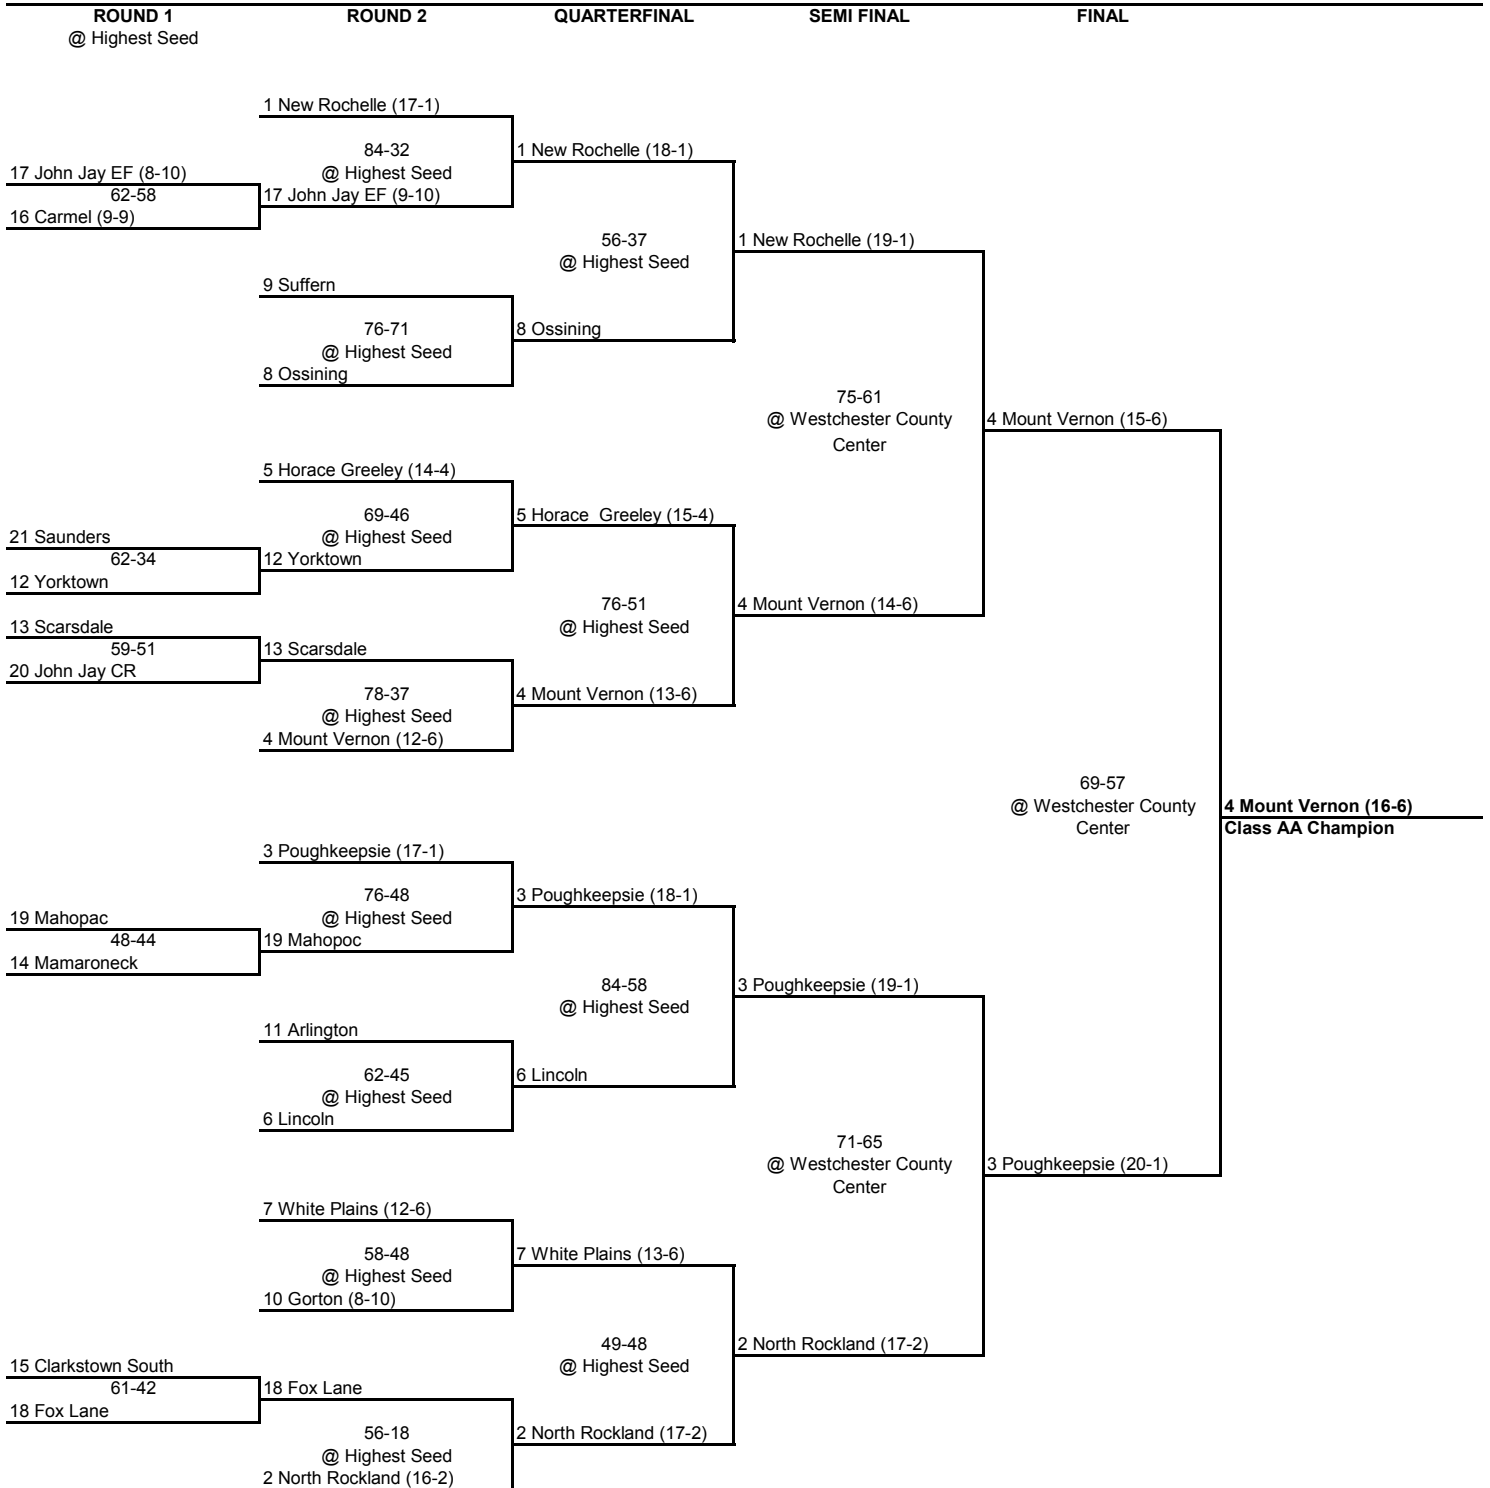 ROUND 1
@ Highest Seed
ROUND 2
QUARTERFINAL
SEMI FINAL
FINAL
17 John Jay EF (8-10)
62-58
16 Carmel (9-9)
21 Saunders
62-34
12 Yorktown
13 Scarsdale
59-51
20 John Jay CR
19 Mahopac
48-44
14 Mamaroneck
15 Clarkstown South
61-42
18 Fox Lane
1 New Rochelle (17-1)
84-32
@ Highest Seed
17 John Jay EF (9-10)
9 Suffern
76-71
@ Highest Seed
8 Ossining
5 Horace Greeley (14-4)
69-46
@ Highest Seed
12 Yorktown
13 Scarsdale
78-37
@ Highest Seed
4 Mount Vernon (12-6)
3 Poughkeepsie (17-1)
76-48
@ Highest Seed
19 Mahopoc
11 Arlington
62-45
@ Highest Seed
6 Lincoln
7 White Plains (12-6)
58-48
@ Highest Seed
10 Gorton (8-10)
18 Fox Lane
56-18
@ Highest Seed
2 North Rockland (16-2)
1 New Rochelle (18-1)
56-37
@ Highest Seed
8 Ossining
5 Horace  Greeley (15-4)
76-51
@ Highest Seed
4 Mount Vernon (13-6)
3 Poughkeepsie (18-1)
84-58
@ Highest Seed
6 Lincoln
7 White Plains (13-6)
49-48
@ Highest Seed
2 North Rockland (17-2)
1 New Rochelle (19-1)
75-61
@ Westchester County
Center
4 Mount Vernon (14-6)
3 Poughkeepsie (19-1)
71-65
@ Westchester County
Center
2 North Rockland (17-2)
4 Mount Vernon (15-6)
69-57
@ Westchester County
Center
3 Poughkeepsie (20-1)
4 Mount Vernon (16-6)
Class AA Champion